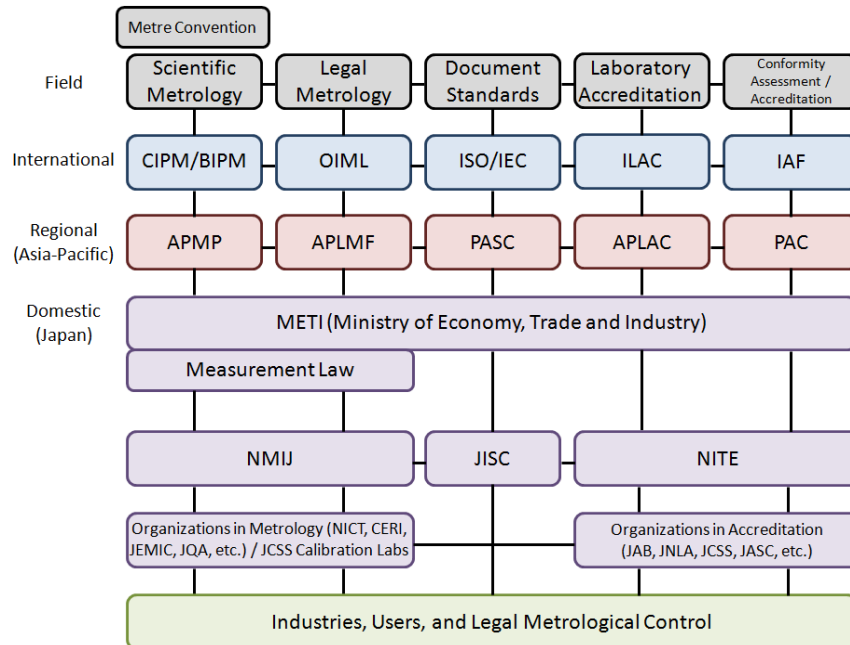 Metre Convention
Field
Scientific
Metrology
Legal
Metrology
Document
Standards
Laboratory
Accreditation
Conformity
Assessment /
Accreditation
International
CIPM/BIPM
OIML
ISO/IEC
ILAC
IAF
Regional
(Asia-Pacific)
APMP
APLMF
PASC
APLAC
PAC
Domestic
(Japan)
METI (Ministry of Economy, Trade and Industry)
Measurement Law
NMIJ
JISC
NITE
Organizations in Metrology (NICT, CERI,
JEMIC, JQA, etc.) / JCSS Calibration Labs
Organizations in Accreditation
(JAB, JNLA, JCSS, JASC, etc.)
Industries, Users, and Legal Metrological Control